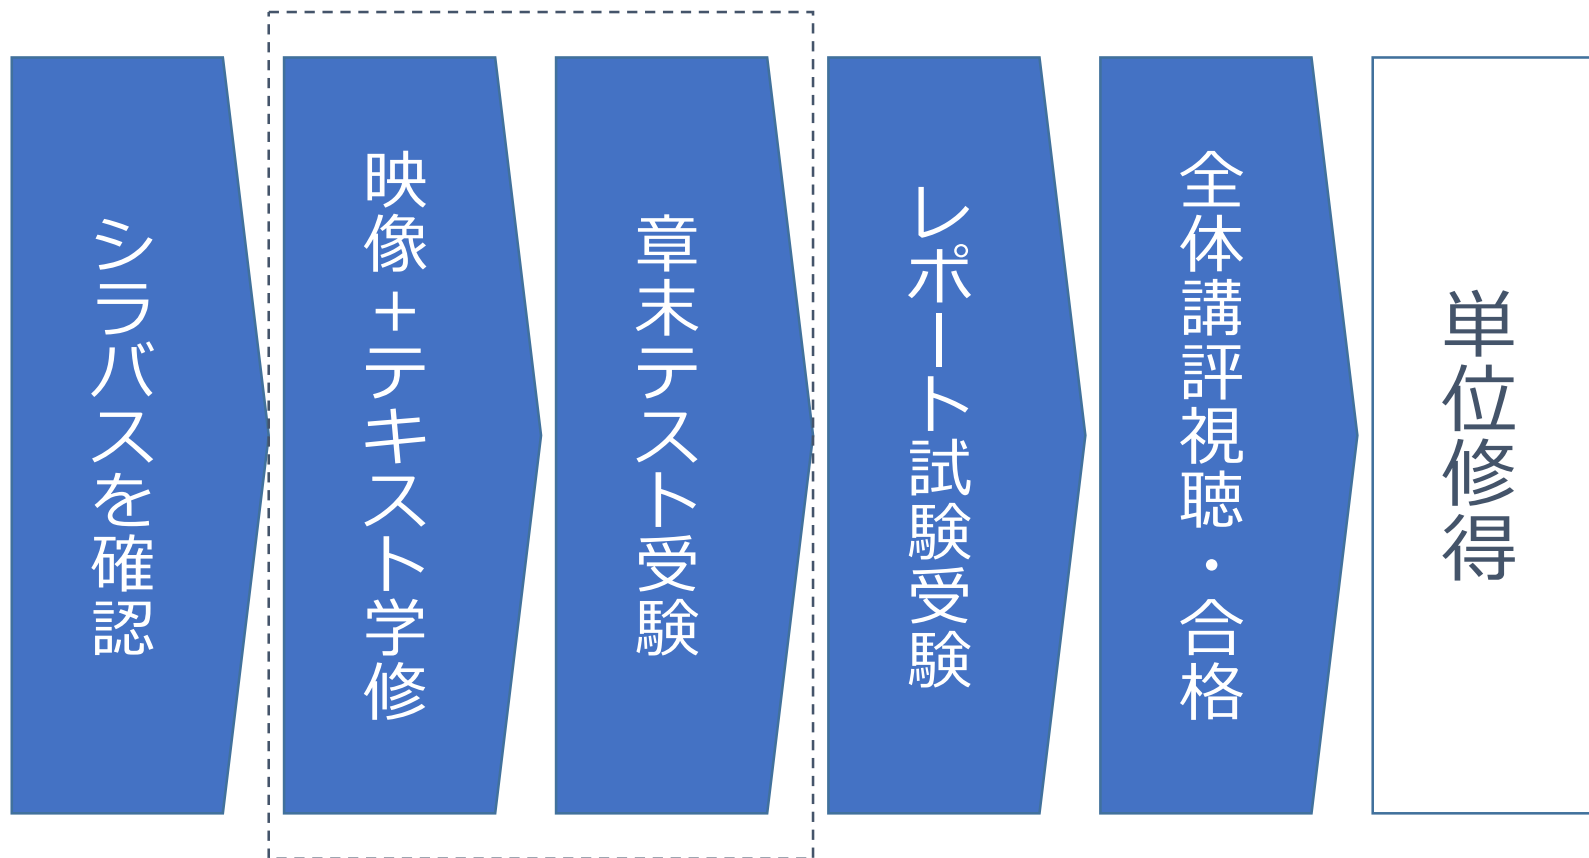 シラバスを確認
映像＋テキスト学修
章末テスト受験
レポート試験受験
全体講評視聴・合格
単位修得